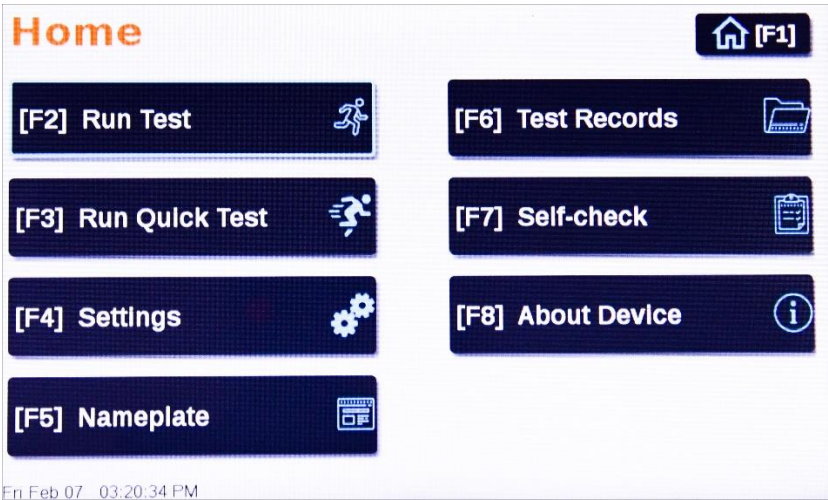 Home
[F1]
[F2] Run Test
[F3] Run Quick Test
[F4] Settings
[F5] Nameplate
[F6] Test Records
[F7] Self-check
[F8] About Device
Fri Feb 07 03:20:34 PM